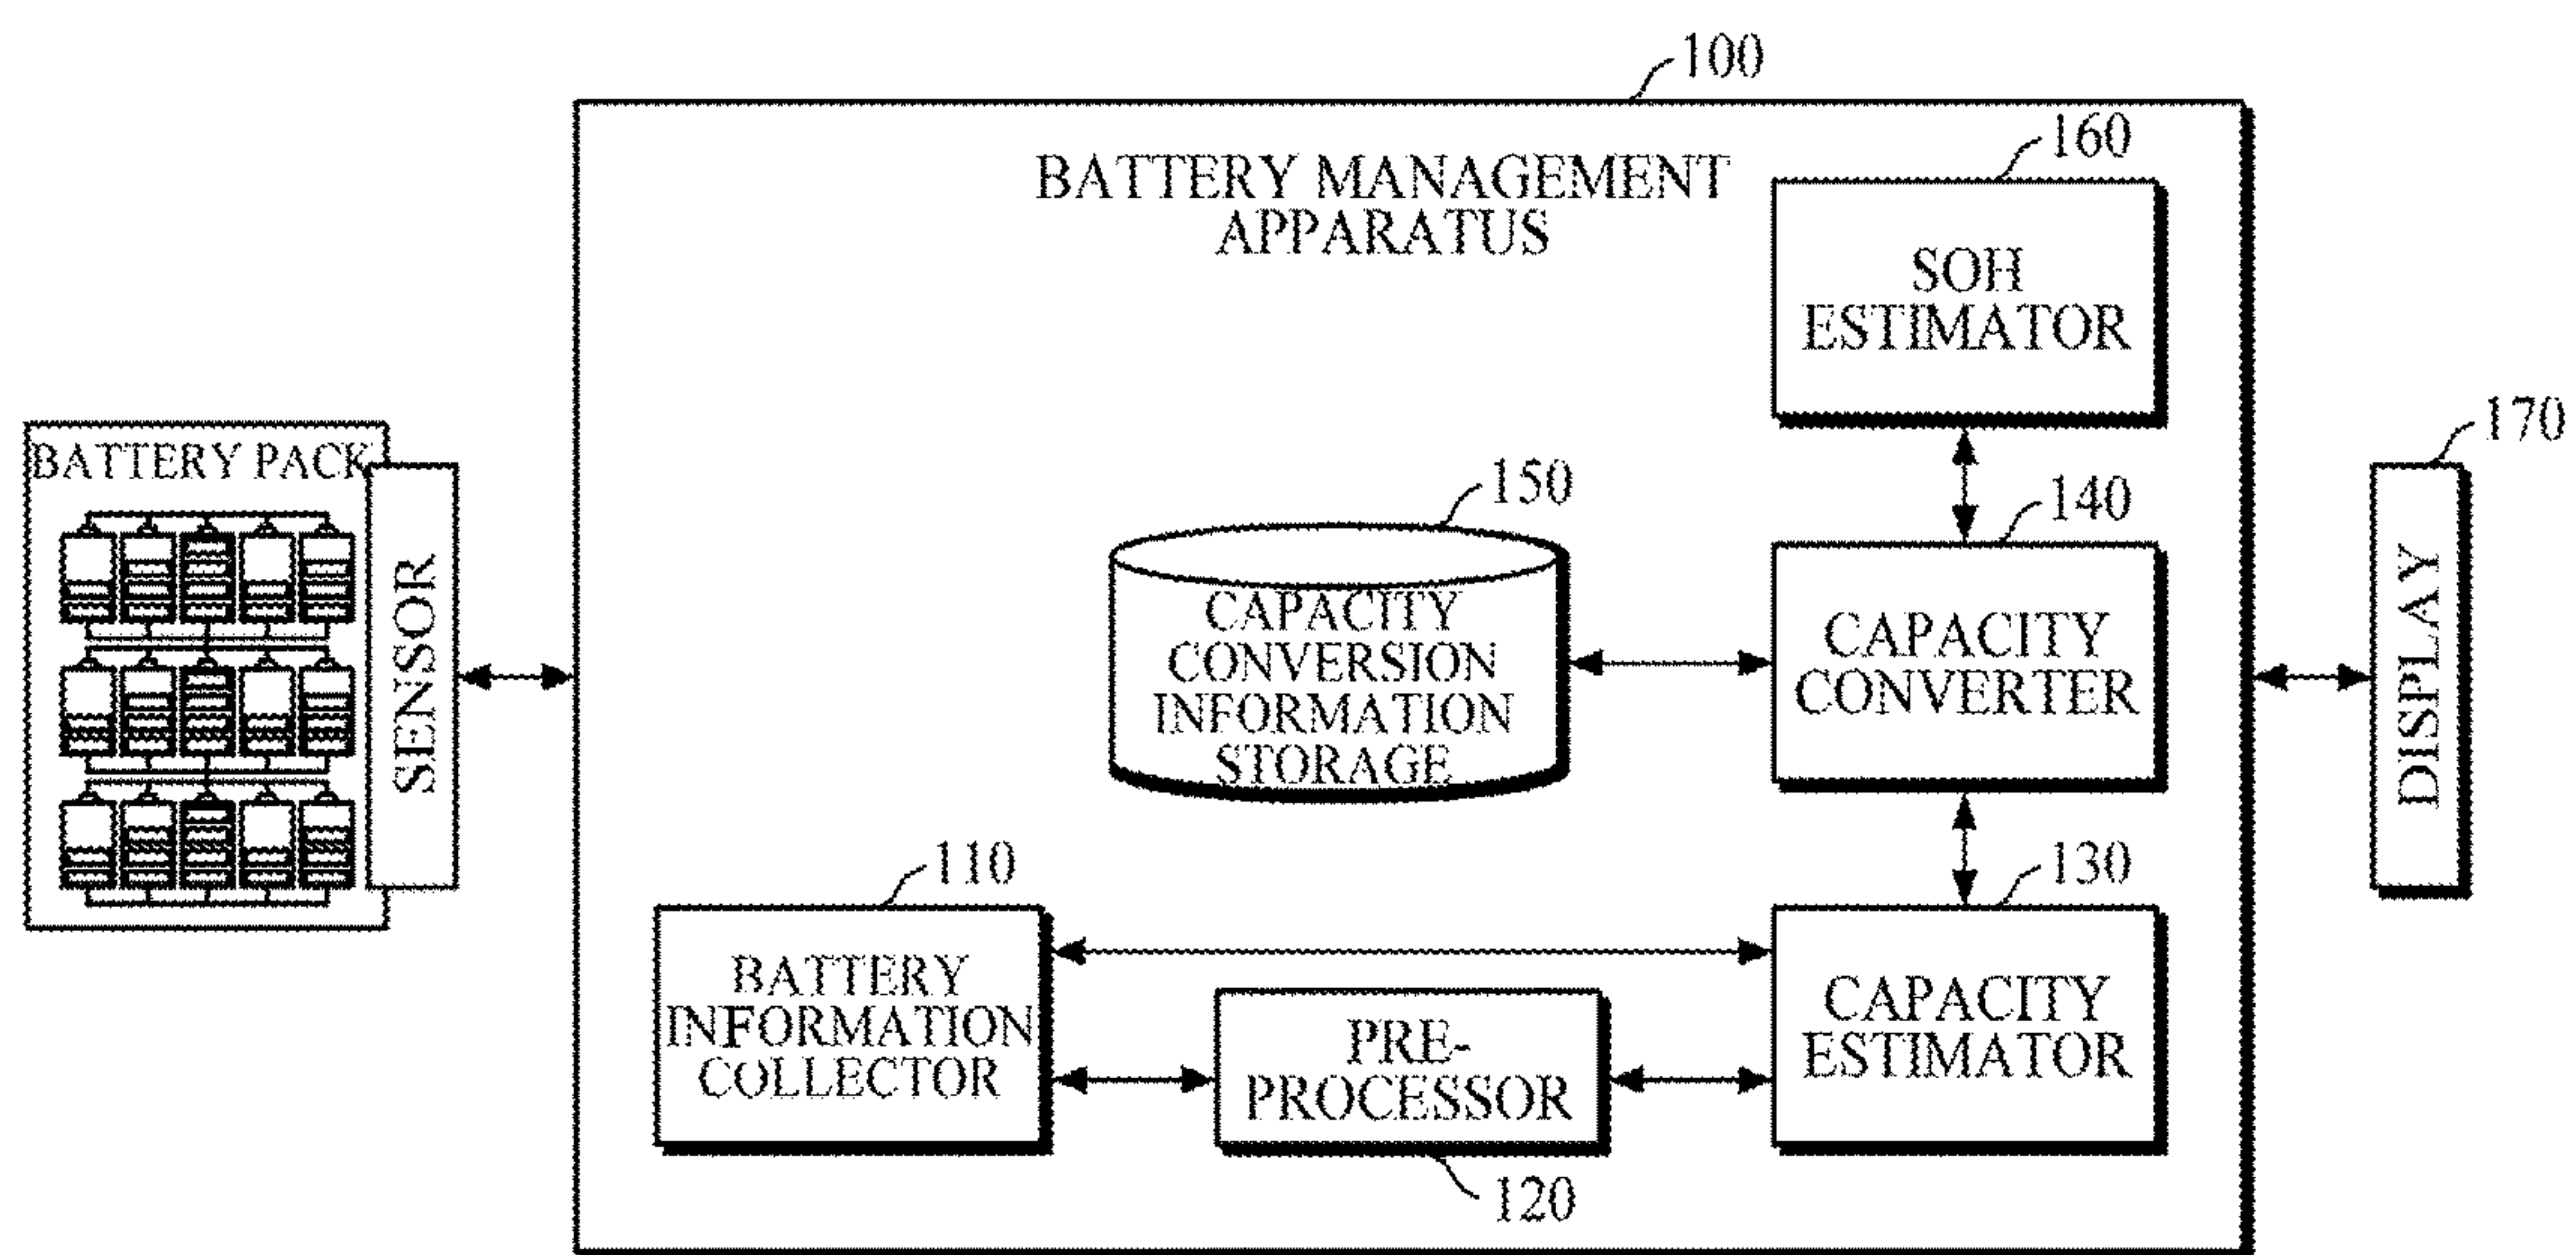 100
BATTERY MANAGEMENT
APPARATUS
160
SOH
ESTIMATOR
BATTERY PACK
SENSOR
150
CAPACITY
CONVERSION
INFORMATION
STORAGE
140
CAPACITY
CONVERTER
170
DISPLAY
110
BATTERY
INFORMATION
COLLECTOR
PRE-
PROCESSOR
120
130
CAPACITY
ESTIMATOR